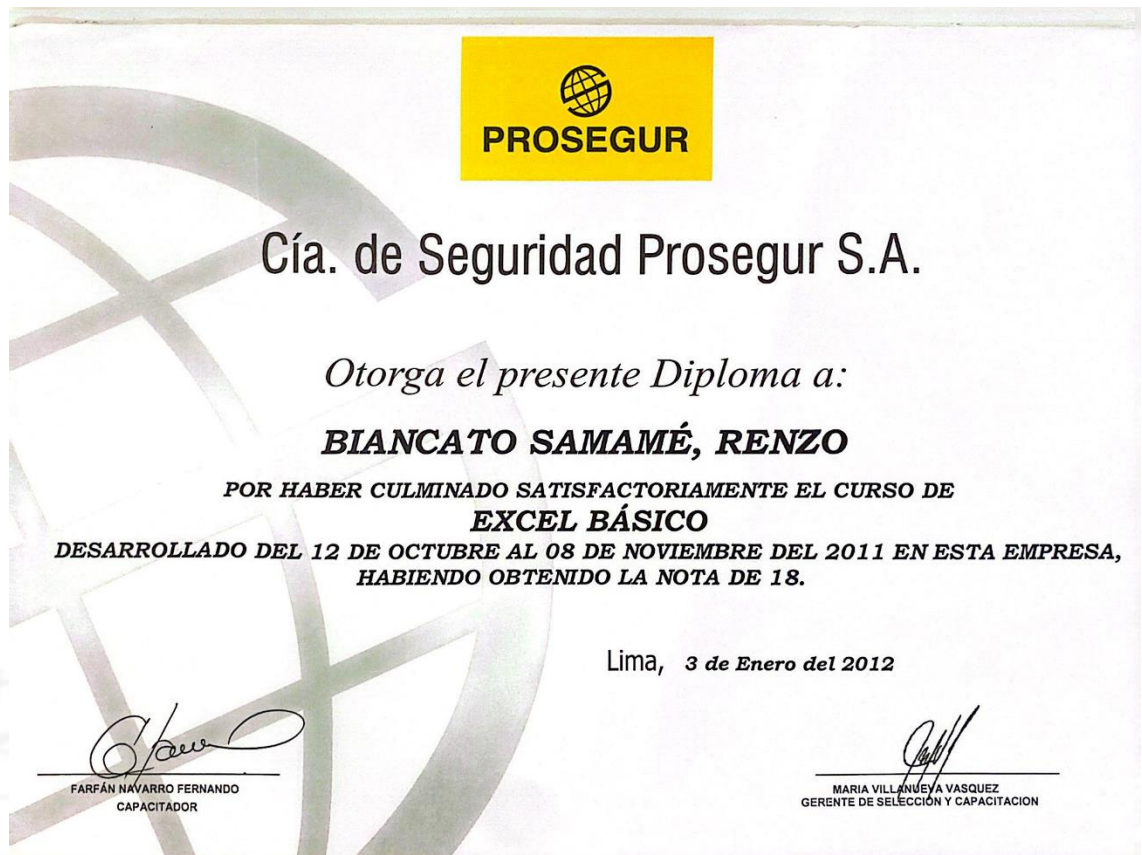 PROSEGUR
Cía. de Seguridad Prosegur S.A.
Otorga el presente Diploma a:
BIANCATO SAMAMÉ, RENZO
POR HABER CULMINADO SATISFACTORIAMENTE EL CURSO DE
EXCEL BÁSICO
DESARROLLADO DEL 12 DE OCTUBRE AL 08 DE NOVIEMBRE DEL 2011 EN ESTA EMPRESA,
HABIENDO OBTENIDO LA NOTA DE 18.
Lima, 3 de Enero del 2012
FARFÁN NAVARRO FERNANDO
CAPACITADOR
MARIA VILLANUEVA VASQUEZ
GERENTE DE SELECCIÓN Y CAPACITACION